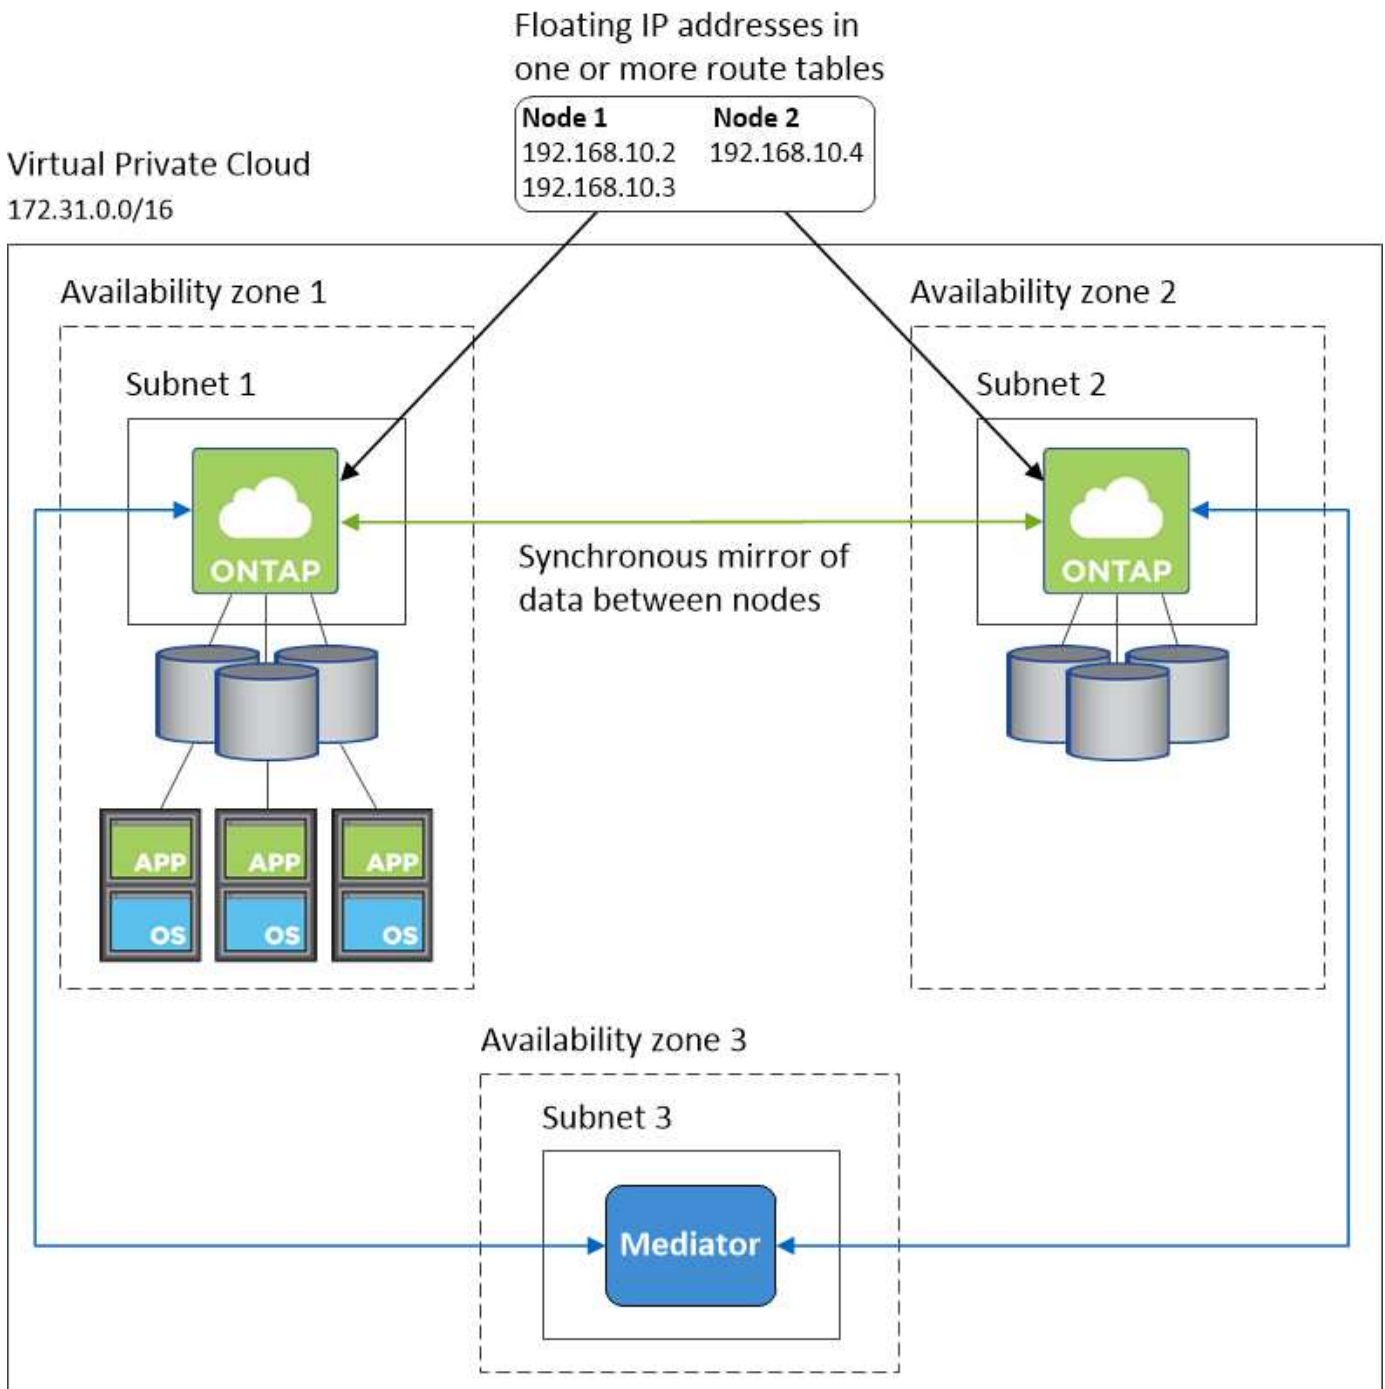 Floating IP addresses in
one or more route tables
Node 1 Node 2
192.168.10.2 192.168.10.4
192.168.10.3
Virtual Private Cloud
172.31.0.0/16
Availability zone 1
Availability zone 2
Subnet 1
Subnet 2
ONTAP
ONTAP
Synchronous mirror of
data between nodes
APP
APP
APP
OS
OS
OS
Availability zone 3
Subnet 3
Mediator